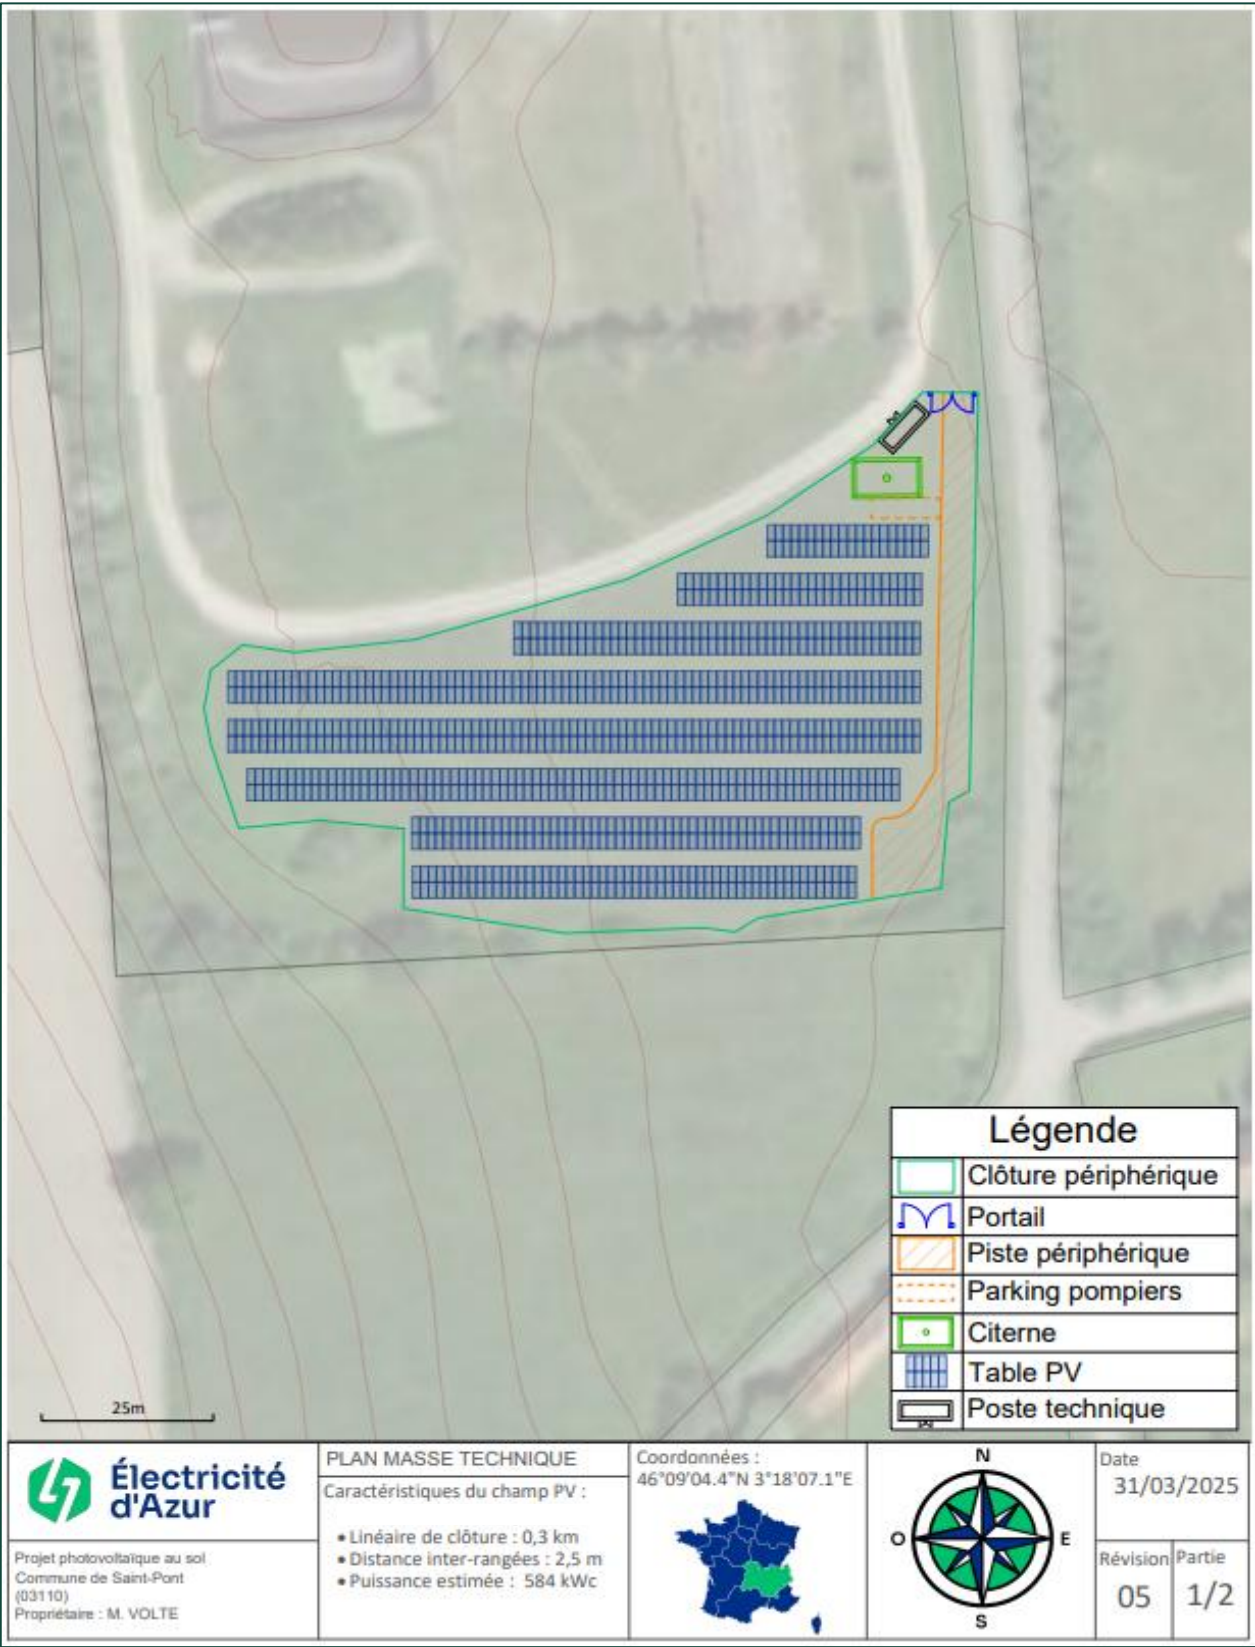 Légende
Clôture périphérique
Portail
Piste périphérique
Parking pompiers
Citerne
Table PV
Poste technique
25m
Électricité
d'Azur
Projet photovoltaïque au sol
Commune de Saint-Pont
(03110)
Propriétaire : M. VOLTE
PLAN MASSE TECHNIQUE
Caractéristiques du champ PV :
• Linéaire de clôture : 0,3 km
• Distance inter-rangées : 2,5 m
• Puissance estimée : 584 kWc
Coordonnées :
46°09'04.4"N 3°18'07.1"E
N
O
E
S
Date
31/03/2025
Révision
05
Partie
1/2